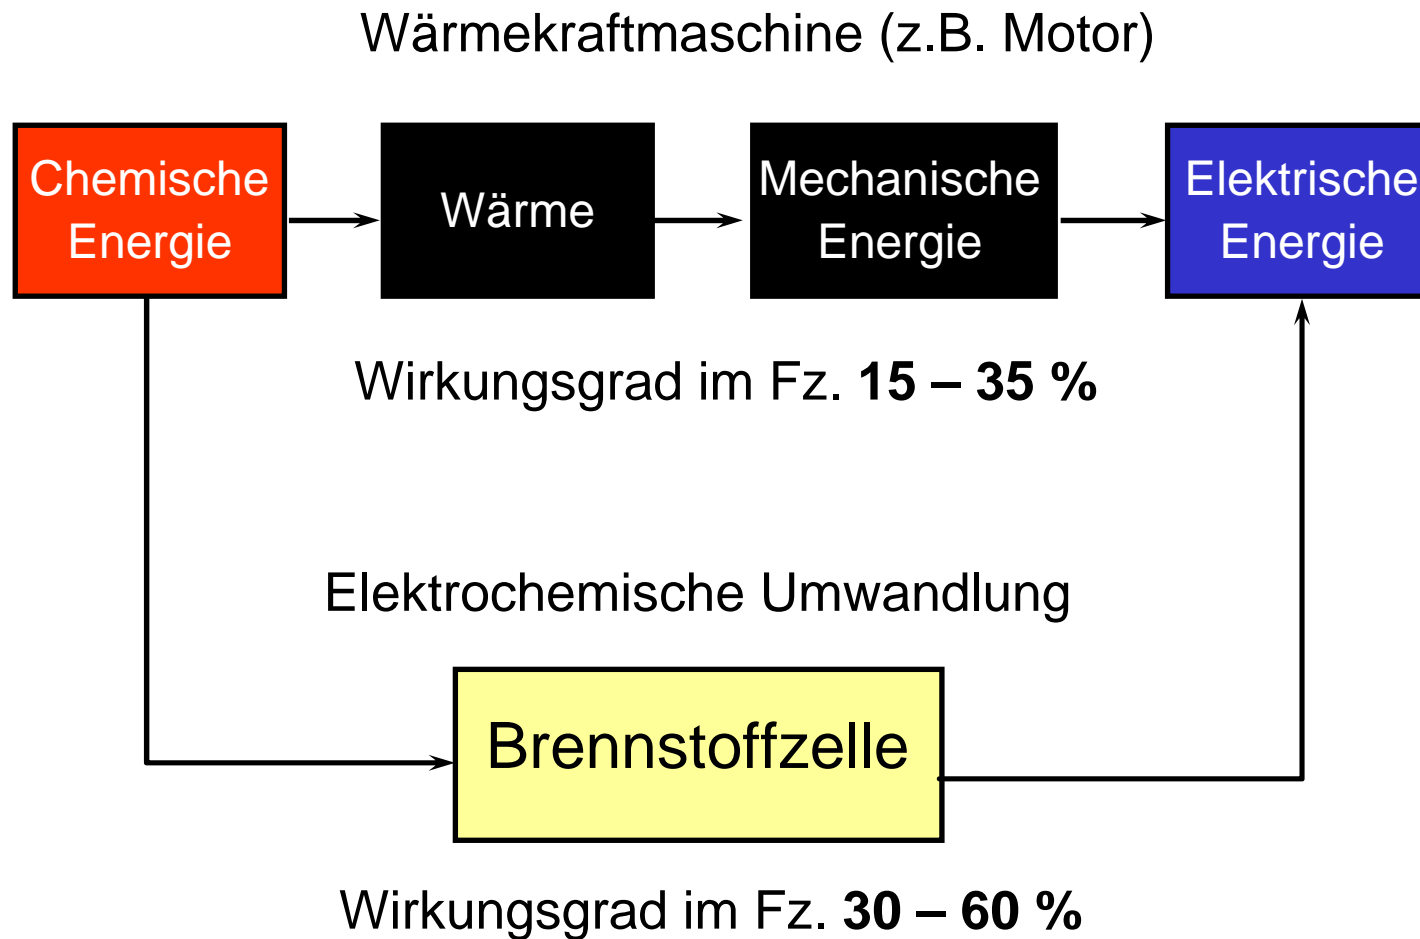 Wärmekraftmaschine (z.B. Motor)
Chemische
Energie
Wärme
Mechanische
Energie
Elektrische
Energie
Wirkungsgrad im Fz. 15 – 35 %
Elektrochemische Umwandlung
Brennstoffzelle
Wirkungsgrad im Fz. 30 – 60 %